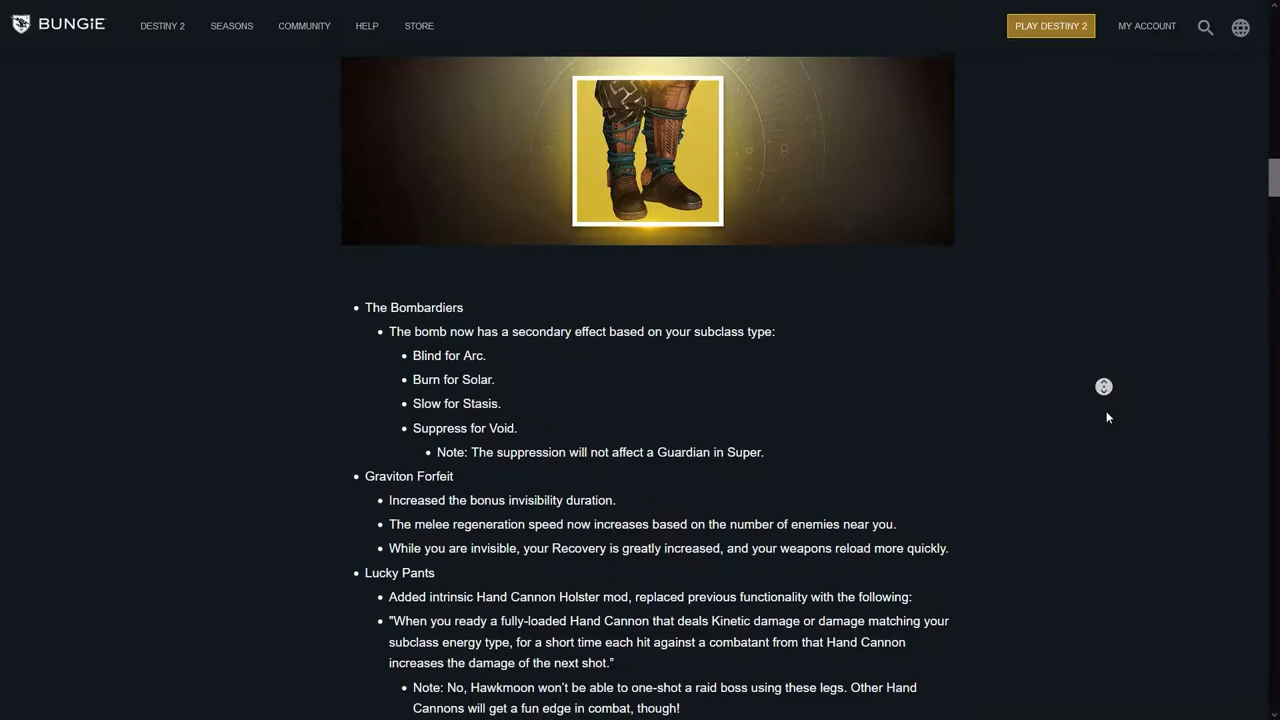 BUNGiE DESTINY 2 SEASONS COMMUNITY HELP STORE PLAY DESTINY 2 MY ACCOUNT
• The Bombardiers
• The bomb now has a secondary effect based on your subclass type:
• Blind for Arc.
• Burn for Solar.
• Slow for Stasis.
• Suppress for Void.
• Note: The suppression will not affect a Guardian in Super.
• Graviton Forfeit
• Increased the bonus invisibility duration.
• The melee regeneration speed now increases based on the number of enemies near you.
• While you are invisible, your Recovery is greatly increased, and your weapons reload more quickly.
• Lucky Pants
• Added intrinsic Hand Cannon Holster mod, replaced previous functionality with the following:
• "When you ready a fully-loaded Hand Cannon that deals Kinetic damage or damage matching your
subclass energy type, for a short time each hit against a combatant from that Hand Cannon
increases the damage of the next shot.”
• Note: No, Hawkmoon won’t be able to one-shot a raid boss using these legs. Other Hand
Cannons will get a fun edge in combat, though!